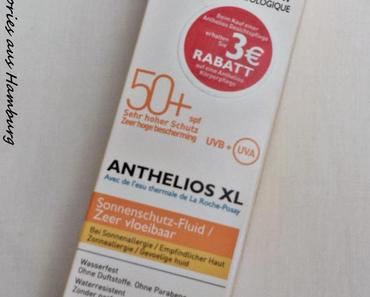 OLOGIQUE
Beim Kauf einer
Anthelios Gesichtspflege
erhalten
Sie 3€
RABATT
auf eine Anthelios
Körperpflege
50+ spf
Sehr hoher Schutz
Zeer hoge bescherming
UVB + UVA
ANTHELIOS XL
Avec de l'eau thermale de La Roche-Posay
Sonnenschutz-Fluid /
Zeer vloeibaar
Bei Sonnenallergie / Empfindlicher Haut
Zonneallergie / Gevoelige huid
Wasserfest
Ohne Duftstoffe. Ohne Parabene
Waterresistent
ories aus Hamburg